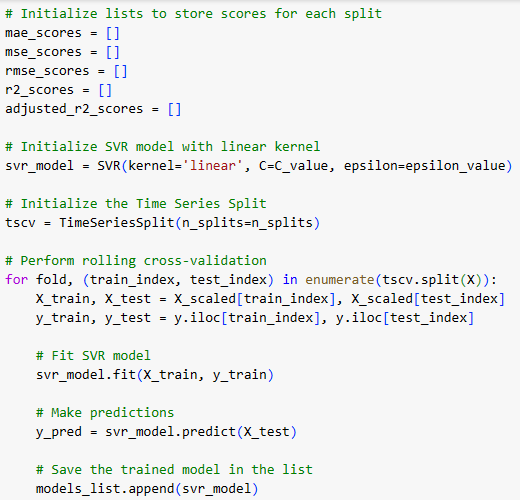 # Initialize lists to store scores for each split
mae_scores = []
mse_scores = []
rmse_scores = []
r2_scores = []
adjusted_r2_scores = []

# Initialize SVR model with linear kernel
svr_model = SVR(kernel='linear', C=C_value, epsilon=epsilon_value)

# Initialize the Time Series Split
tscv = TimeSeriesSplit(n_splits=n_splits)

# Perform rolling cross-validation
for fold, (train_index, test_index) in enumerate(tscv.split(X)):
    X_train, X_test = X_scaled[train_index], X_scaled[test_index]
    y_train, y_test = y.iloc[train_index], y.iloc[test_index]

    # Fit SVR model
    svr_model.fit(X_train, y_train)

    # Make predictions
    y_pred = svr_model.predict(X_test)

    # Save the trained model in the list
    models_list.append(svr_model)